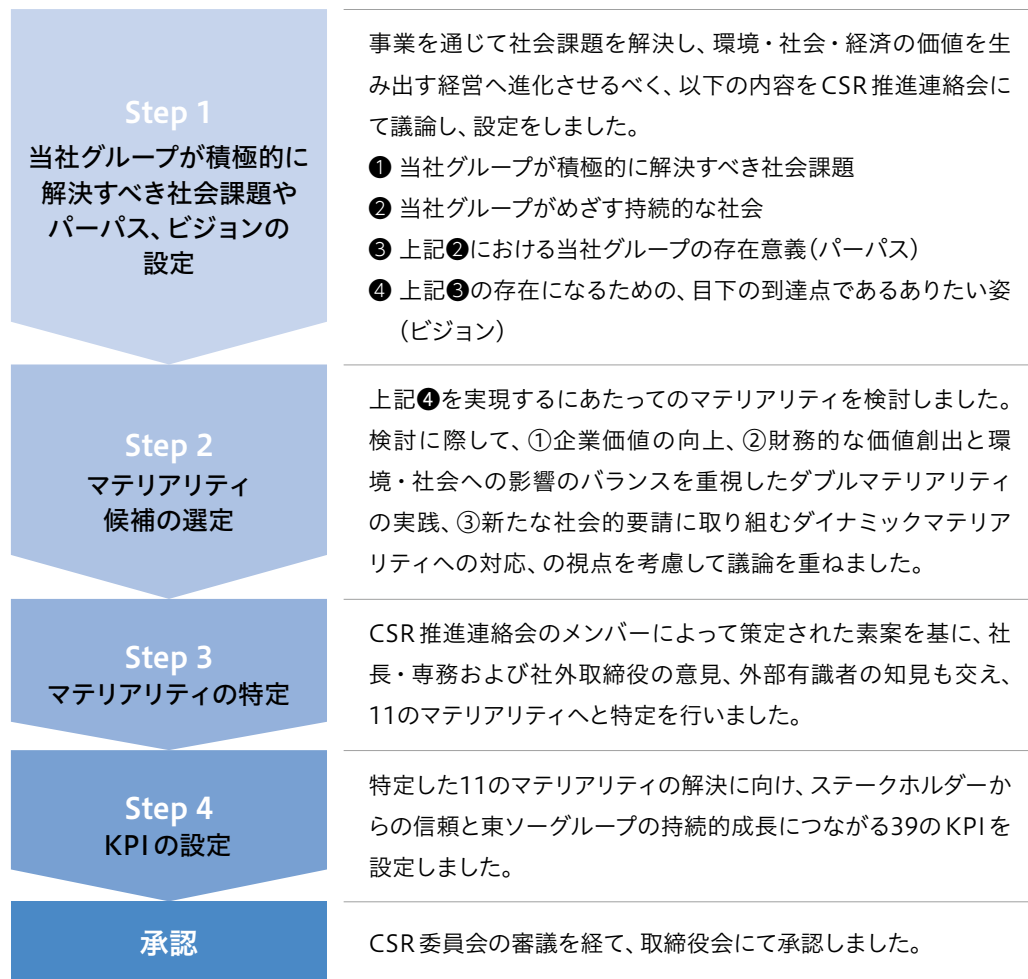 Step 1
当社グループが積極的に
解決すべき社会課題や
パーパス、ビジョンの
設定
事業を通じて社会課題を解決し、環境・社会・経済の価値を生
み出す経営へ進化させるべく、以下の内容をCSR推進連絡会に
て議論し、設定をしました。
❶ 当社グループが積極的に解決すべき社会課題
❷ 当社グループがめざす持続的な社会
❸ 上記❷における当社グループの存在意義（パーパス）
❹ 上記❸の存在になるための、目下の到達点であるありたい姿
（ビジョン）
Step 2
マテリアリティ
候補の選定
上記❹を実現するにあたってのマテリアリティを検討しました。
検討に際して、①企業価値の向上、②財務的な価値創出と環
境・社会への影響のバランスを重視したダブルマテリアリティ
の実践、③新たな社会的要請に取り組むダイナミックマテリア
リティへの対応、の視点を考慮して議論を重ねました。
Step 3
マテリアリティの特定
CSR推進連絡会のメンバーによって策定された素案を基に、社
長・専務および社外取締役の意見、外部有識者の知見も交え、
11のマテリアリティへと特定を行いました。
Step 4
KPIの設定
特定した11のマテリアリティの解決に向け、ステークホルダーか
らの信頼と東ソーグループの持続的成長につながる39のKPIを
設定しました。
承認
CSR委員会の審議を経て、取締役会にて承認しました。